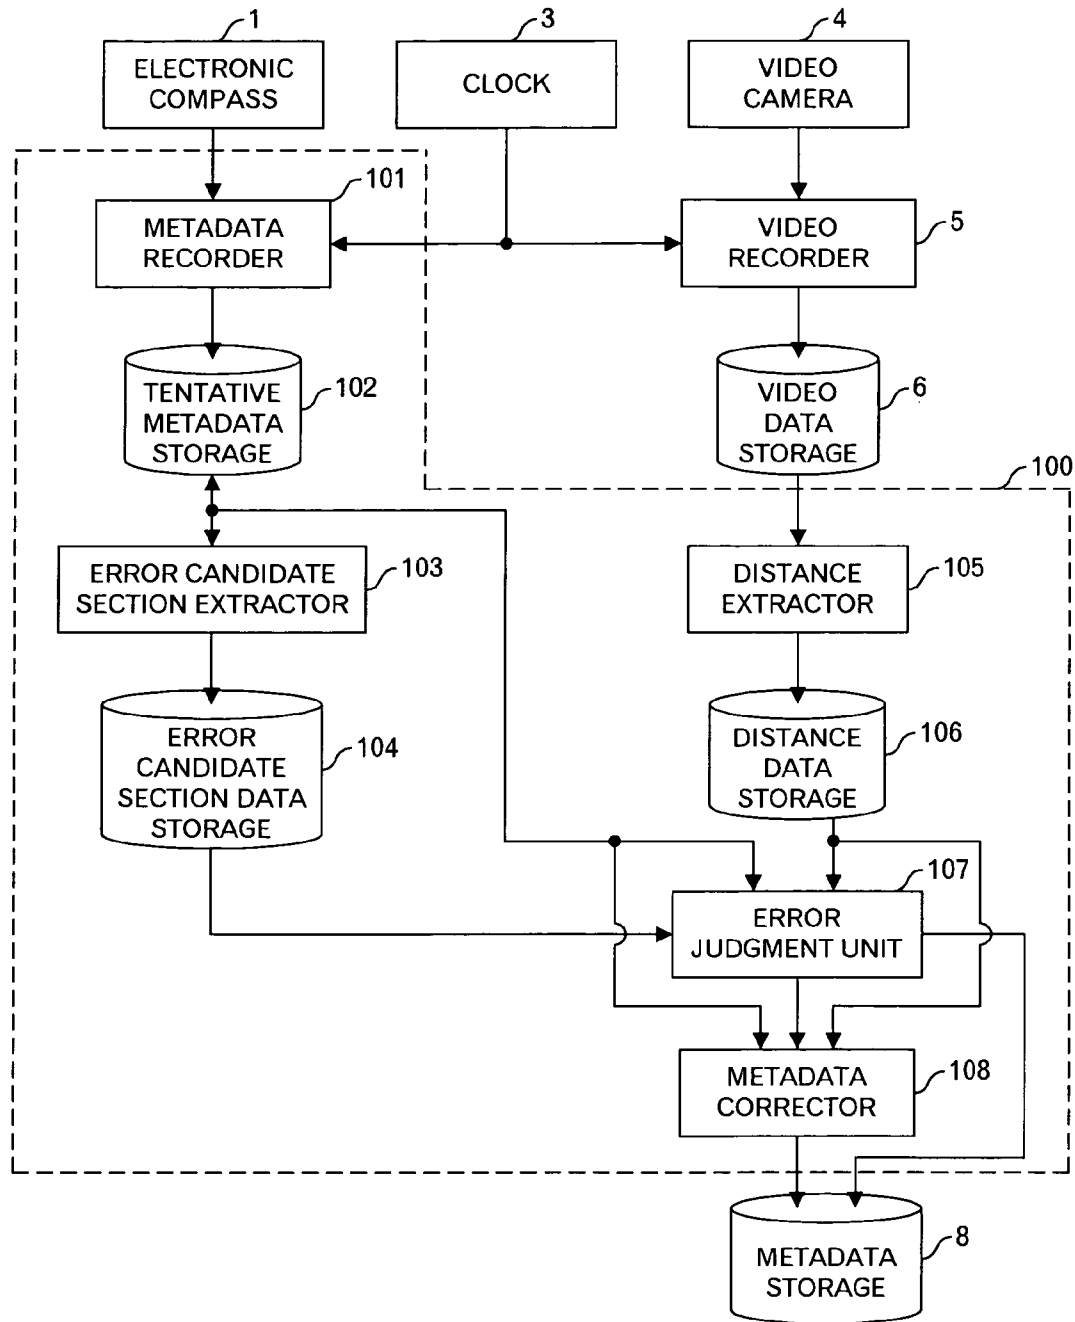 1
3
4
ELECTRONIC
COMPASS
CLOCK
VIDEO
CAMERA
101
METADATA
RECORDER
5
VIDEO
RECORDER
TENTATIVE
METADATA
STORAGE
102
VIDEO
DATA
STORAGE
6
100
ERROR CANDIDATE
SECTION EXTRACTOR
103
DISTANCE
EXTRACTOR
105
ERROR
CANDIDATE
SECTION DATA
STORAGE
104
DISTANCE
DATA
STORAGE
106
107
ERROR
JUDGMENT UNIT
METADATA
CORRECTOR
108
METADATA
STORAGE
8